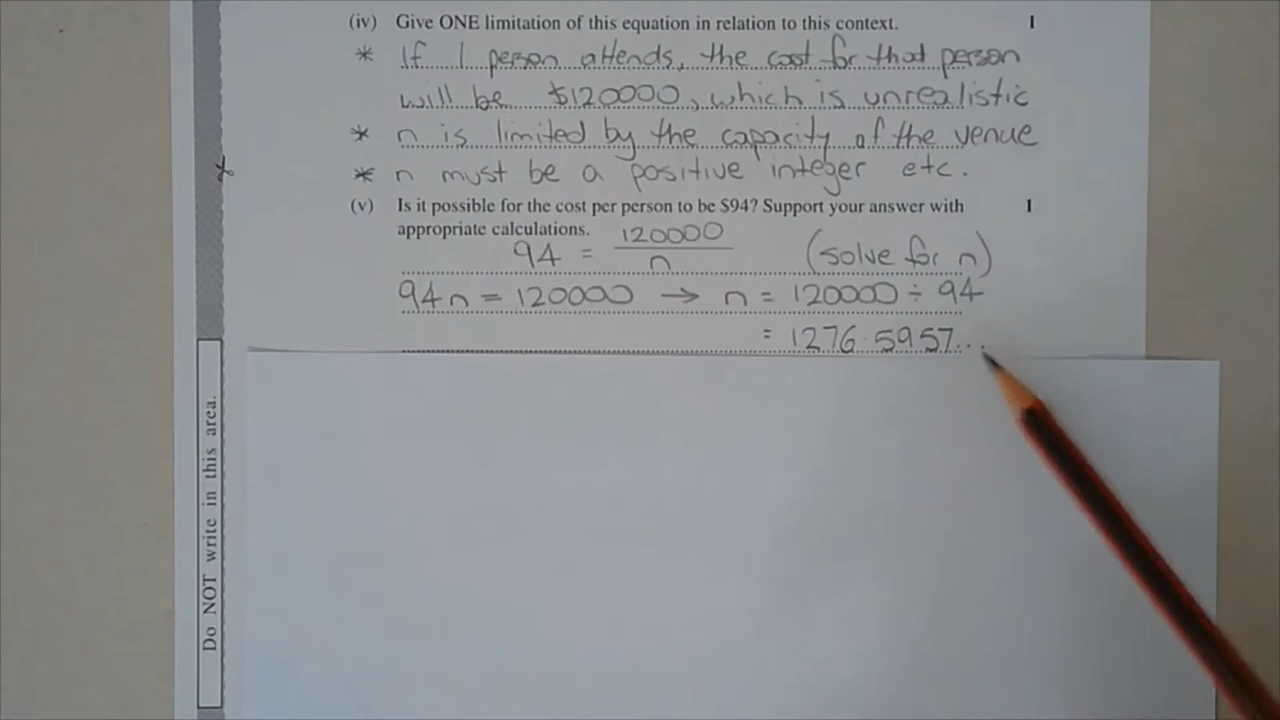 (iv) Give ONE limitation of this equation in relation to this context. 1
* If 1 person attends, the cost for that person
will be $120000, which is unrealistic
* n is limited by the capacity of the venue
* n must be a positive integer etc.
(v) Is it possible for the cost per person to be $94? Support your answer with 1
appropriate calculations.
94 = 120000 / n (solve for n)
94n = 120000 → n = 120000 ÷ 94
= 1276.5957...
Do NOT write in this area.